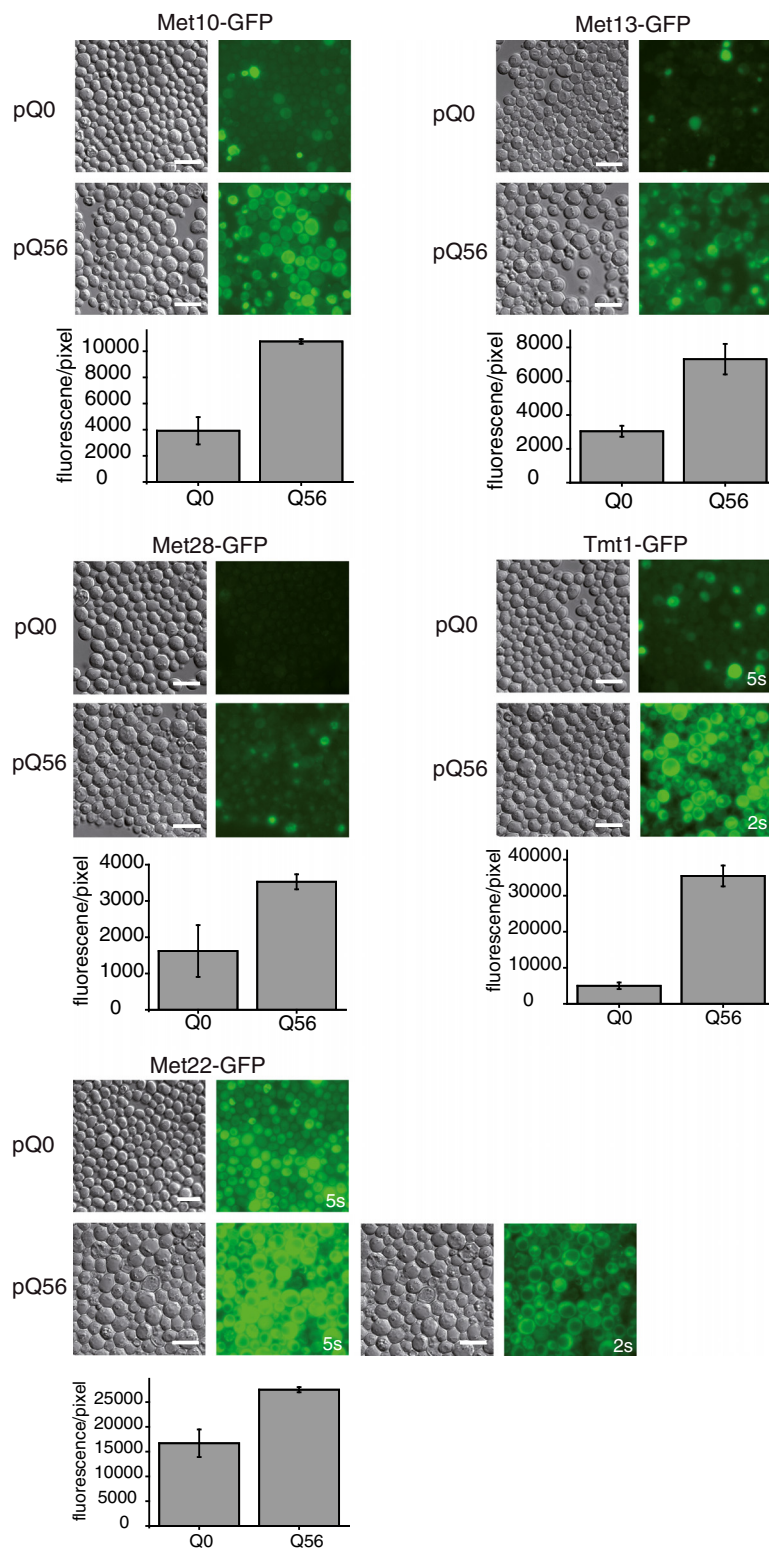 Met10-GFP
pQ0
pQ56
fluorescene/pixel
10000
8000
6000
4000
2000
0
Q0
Q56
Met13-GFP
pQ0
pQ56
fluorescene/pixel
8000
6000
4000
2000
0
Q0
Q56
Met28-GFP
pQ0
pQ56
fluorescene/pixel
4000
3000
2000
1000
0
Q0
Q56
Tmt1-GFP
pQ0
5s
pQ56
2s
fluorescene/pixel
40000
30000
20000
10000
0
Q0
Q56
Met22-GFP
pQ0
5s
pQ56
5s
2s
fluorescence/pixel
25000
20000
15000
10000
5000
0
Q0
Q56